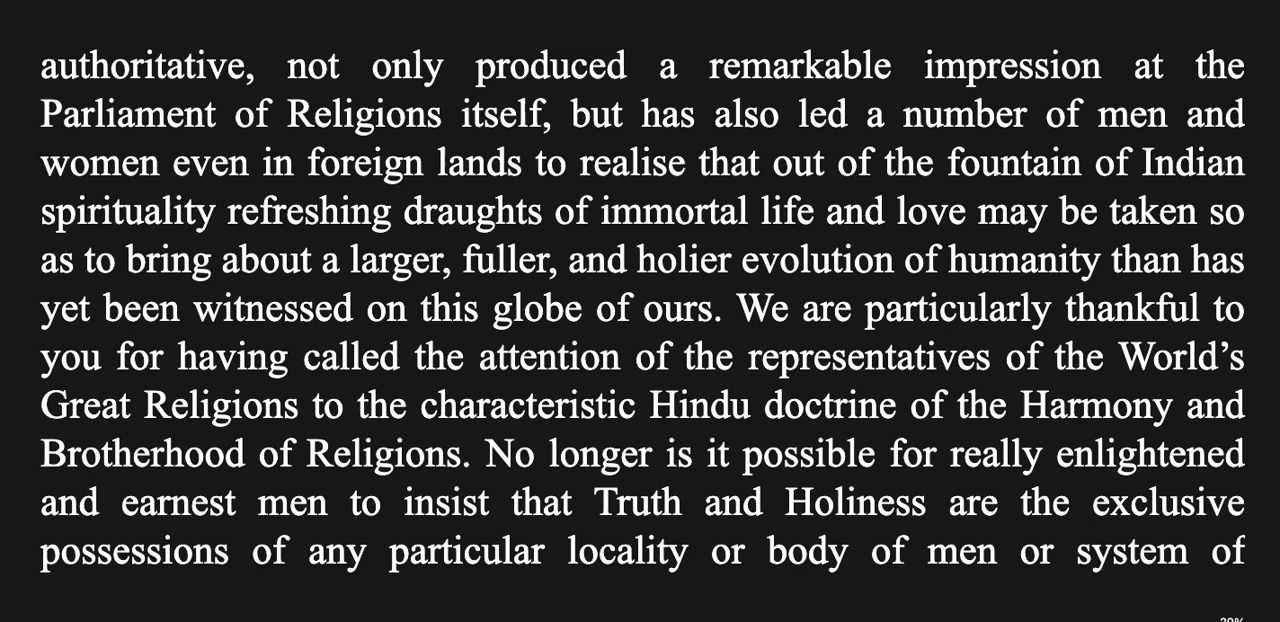 authoritative, not only produced a remarkable impression at the
Parliament of Religions itself, but has also led a number of men and
women even in foreign lands to realise that out of the fountain of Indian
spirituality refreshing draughts of immortal life and love may be taken so
as to bring about a larger, fuller, and holier evolution of humanity than has
yet been witnessed on this globe of ours. We are particularly thankful to
you for having called the attention of the representatives of the World’s
Great Religions to the characteristic Hindu doctrine of the Harmony and
Brotherhood of Religions. No longer is it possible for really enlightened
and earnest men to insist that Truth and Holiness are the exclusive
possessions of any particular locality or body of men or system of